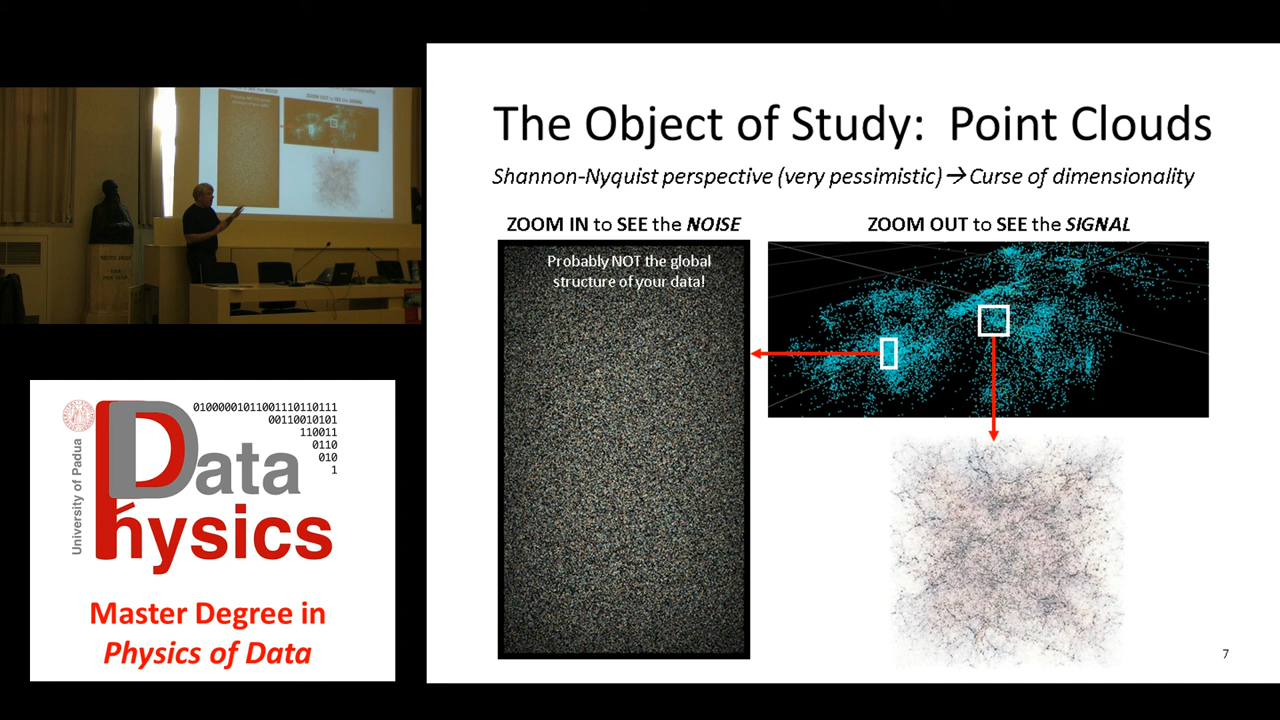 The Object of Study: Point Clouds
Shannon-Nyquist perspective (very pessimistic) → Curse of dimensionality
ZOOM IN to SEE the NOISE
ZOOM OUT to SEE the SIGNAL
Probably NOT the global
structure of your data!
7
01000001011001110110111
00110010101
110011
0110
010
1
University of Padua
Data
Physics
Master Degree in
Physics of Data